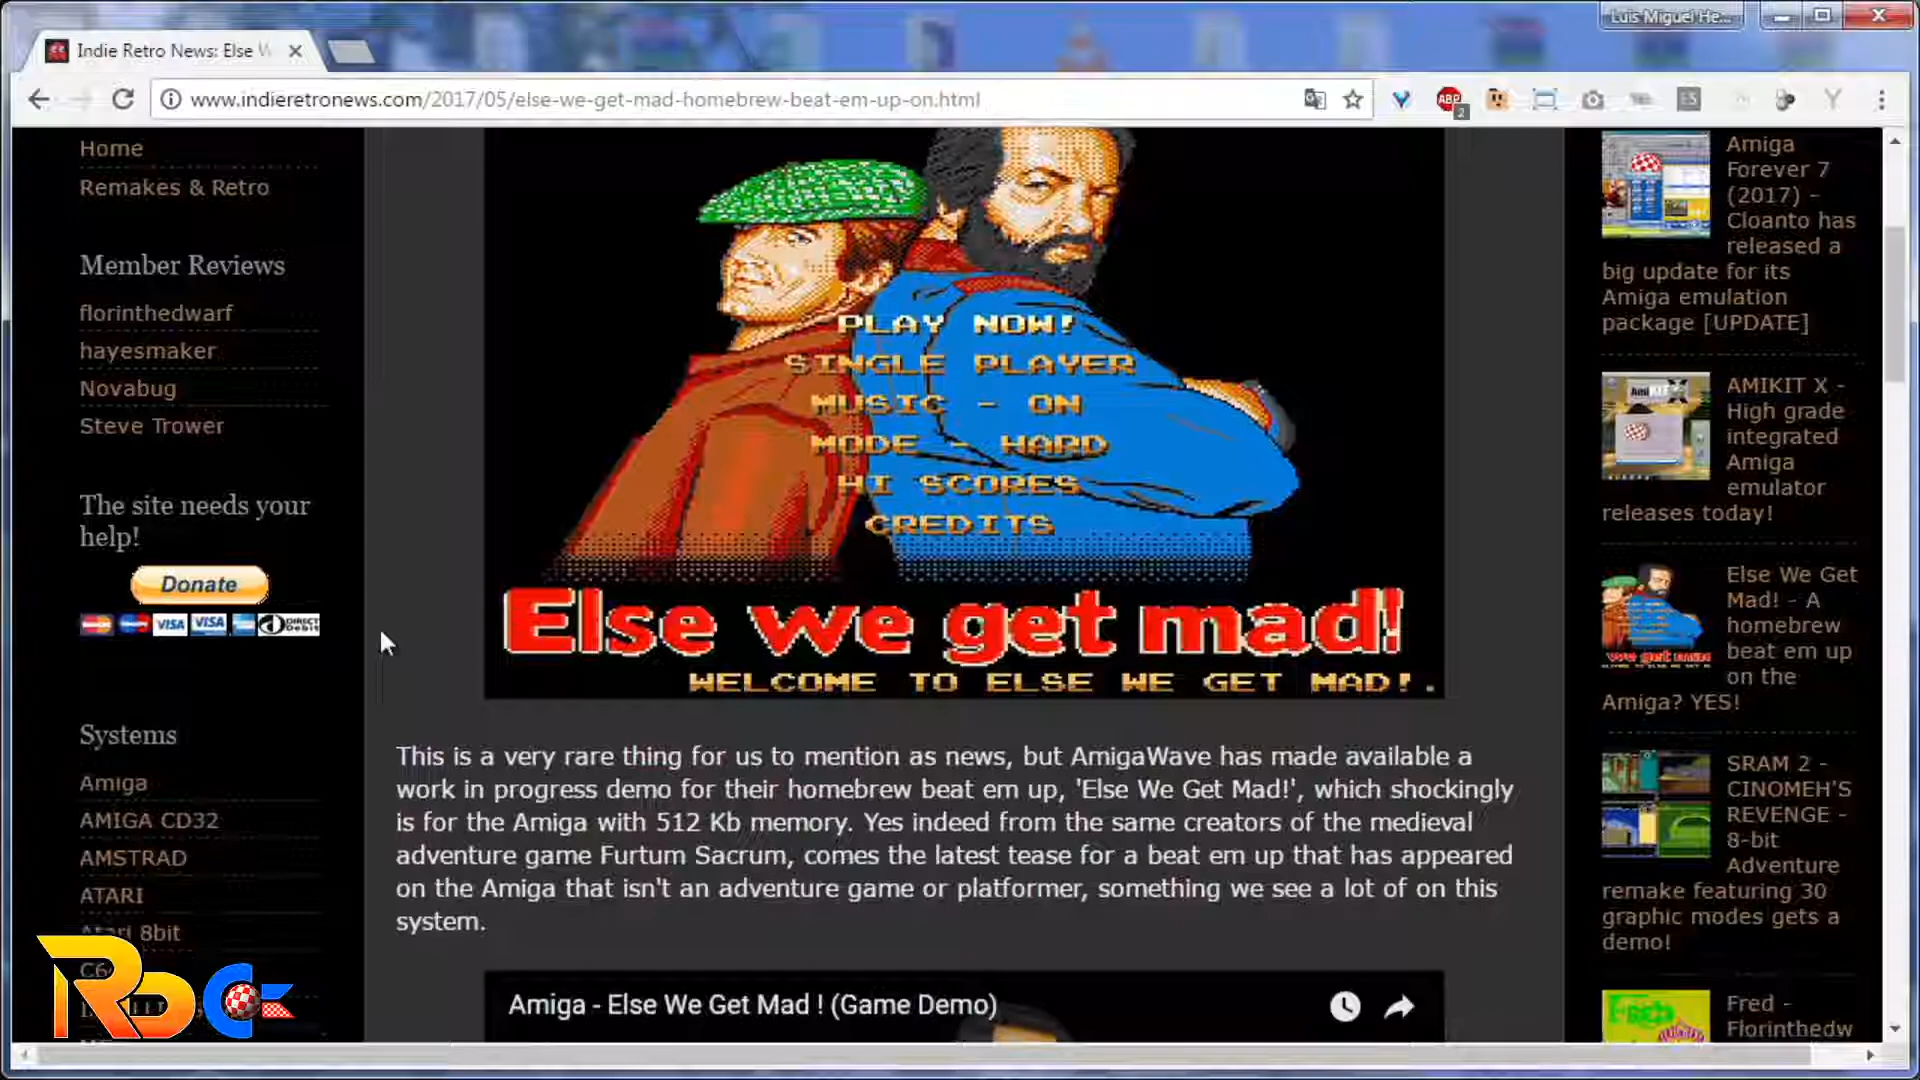 Luis Miguel He...
Indie Retro News: Else W
www.indieretronews.com/2017/05/else-we-get-mad-homebrew-beat-em-up-on.html
ABP
2
ES
Home
Remakes & Retro
Member Reviews
florinthedwarf
hayesmaker
Novabug
Steve Trower
The site needs your
help!
Donate
VISA
VISA
DIRECT
Debit
Systems
Amiga
AMIGA CD32
AMSTRAD
ATARI
Atari 8bit
C64
PLAY NOW!
SINGLE PLAYER
MUSIC - ON
MODE - HARD
HI SCORES
CREDITS
Else we get mad!
WELCOME TO ELSE WE GET MAD!.
This is a very rare thing for us to mention as news, but AmigaWave has made available a
work in progress demo for their homebrew beat em up, 'Else We Get Mad!', which shockingly
is for the Amiga with 512 Kb memory. Yes indeed from the same creators of the medieval
adventure game Furtum Sacrum, comes the latest tease for a beat em up that has appeared
on the Amiga that isn't an adventure game or platformer, something we see a lot of on this
system.
Amiga - Else We Get Mad ! (Game Demo)
Amiga
Forever 7
(2017) -
Cloanto has
released a
big update for its
Amiga emulation
package [UPDATE]
AMIKIT X -
High grade
integrated
Amiga
emulator
releases today!
Else We Get
Mad! - A
homebrew
beat em up
on the
Amiga? YES!
SRAM 2 -
CINOMEH'S
REVENGE -
8-bit
Adventure
remake featuring 30
graphic modes gets a
demo!
Fred -
Florinthedw